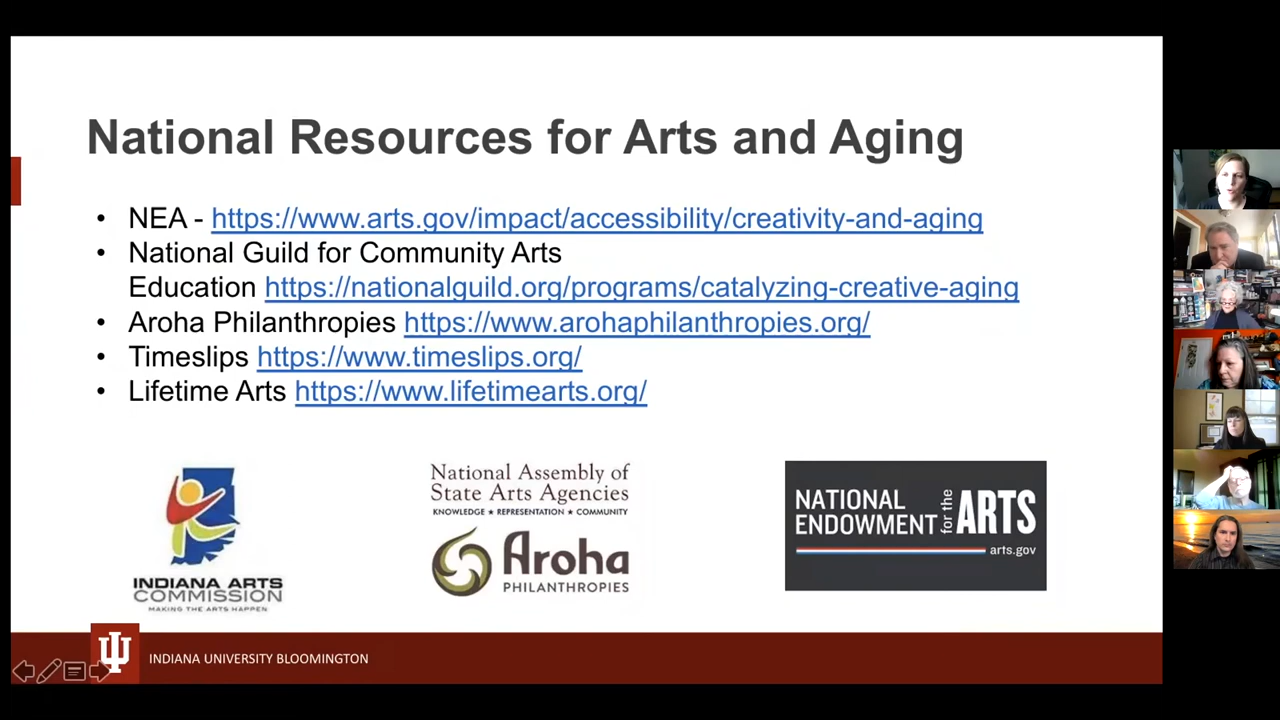 National Resources for Arts and Aging
• NEA - https://www.arts.gov/impact/accessibility/creativity-and-aging
• National Guild for Community Arts
Education https://nationalguild.org/programs/catalyzing-creative-aging
• Aroha Philanthropies https://www.arohaphilanthropies.org/
• Timeslips https://www.timeslips.org/
• Lifetime Arts https://www.lifetimearts.org/
INDIANA ARTS
COMMISSION
MAKING THE ARTS HAPPEN
National Assembly of
State Arts Agencies
KNOWLEDGE ★ REPRESENTATION ★ COMMUNITY
Aroha
PHILANTHROPIES
NATIONAL
ENDOWMENT
for the
ARTS
arts.gov
INDIANA UNIVERSITY BLOOMINGTON